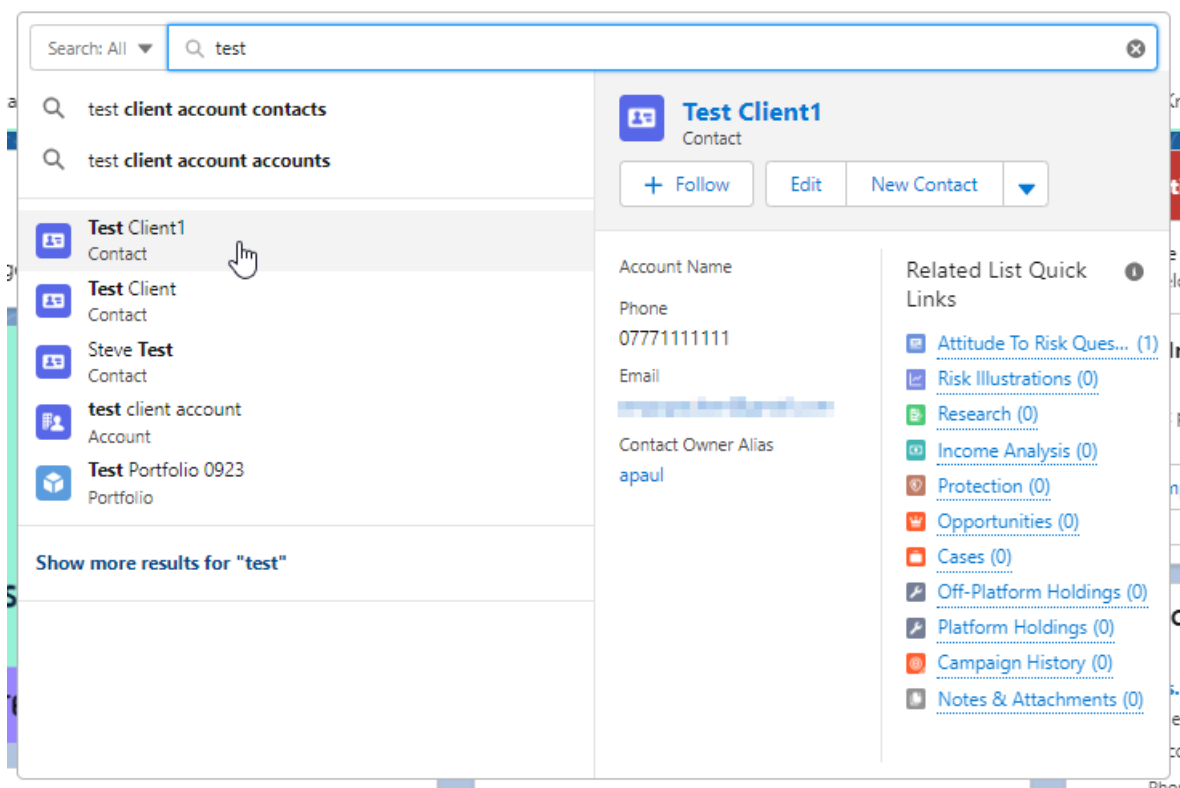 Search: All
test
test client account contacts
test client account accounts
Test Client1
Contact
Test Client
Contact
Steve Test
Contact
test client account
Account
Test Portfolio 0923
Portfolio
Show more results for "test"
Test Client1
Contact
+ Follow
Edit
New Contact
Account Name
Phone
07771111111
Email
Contact Owner Alias
apaul
Related List Quick
Links
Attitude To Risk Ques... (1)
Risk Illustrations (0)
Research (0)
Income Analysis (0)
Protection (0)
Opportunities (0)
Cases (0)
Off-Platform Holdings (0)
Platform Holdings (0)
Campaign History (0)
Notes & Attachments (0)